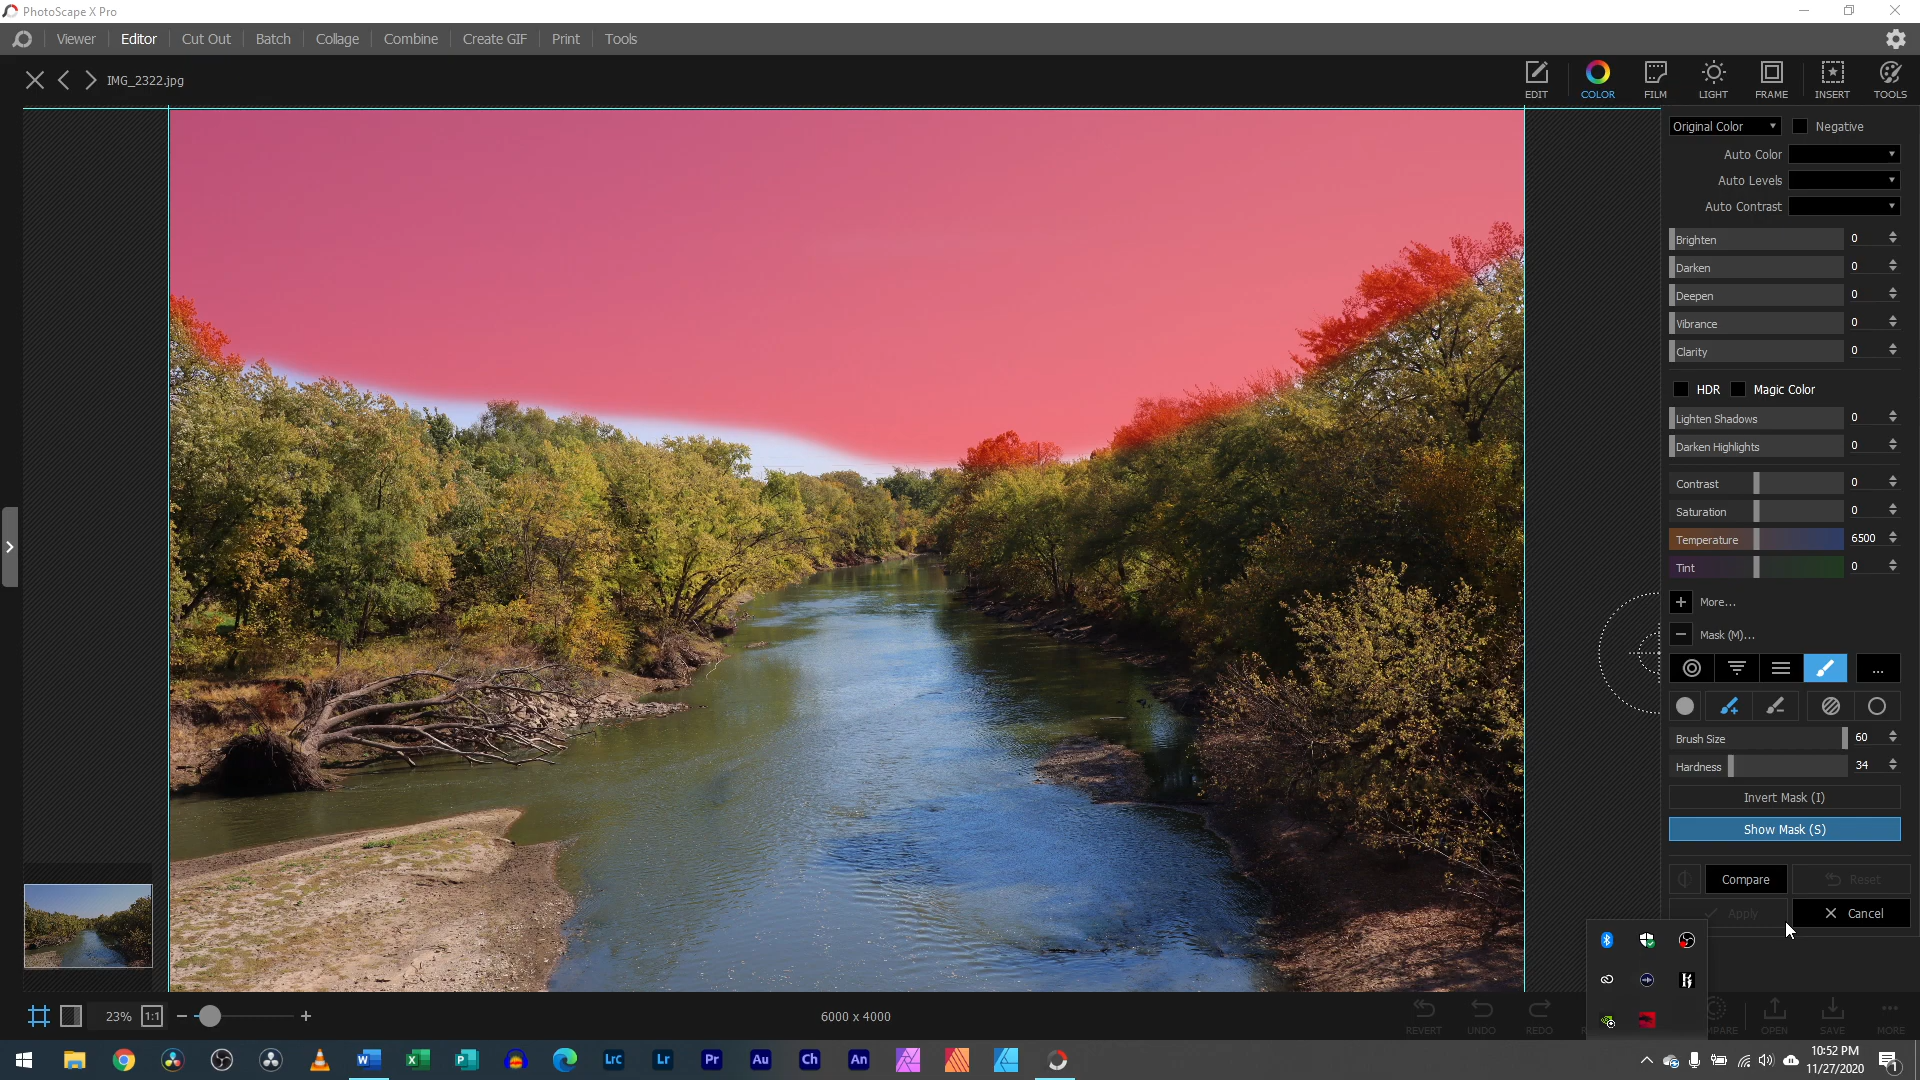 PhotoScape X Pro
Viewer Editor Cut Out Batch Collage Combine Create GIF Print Tools
IMG_2322.jpg
EDIT COLOR FILM LIGHT FRAME INSERT TOOLS
Original Color Negative
Auto Color
Auto Levels
Auto Contrast
Brighten 0
Darken 0
Deepen 0
Vibrance 0
Clarity 0
HDR Magic Color
Lighten Shadows 0
Darken Highlights 0
Contrast 0
Saturation 0
Temperature 6500
Tint 0
+ More...
− Mask (M)...
...
Brush Size 60
Hardness 34
Invert Mask (I)
Show Mask (S)
Compare Reset
Apply Cancel
23% 1:1 6000 x 4000
REVERT UNDO REDO OPEN SAVE MORE
Lrc Lr Pr Au Ch An
10:52 PM
11/27/2020
1